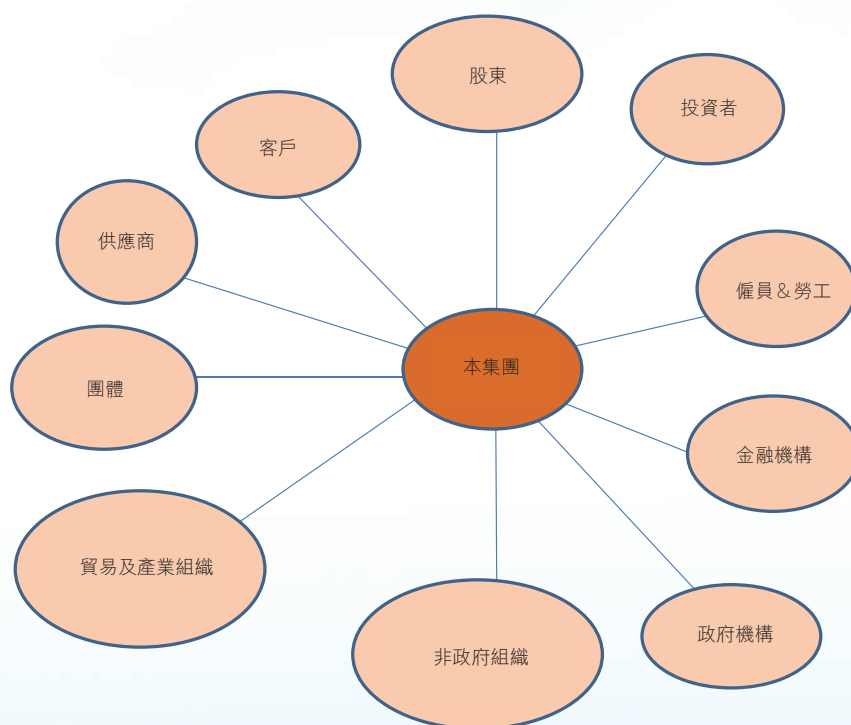 股東
投資者
客戶
供應商
僱員＆勞工
本集團
團體
金融機構
貿易及產業組織
政府機構
非政府組織